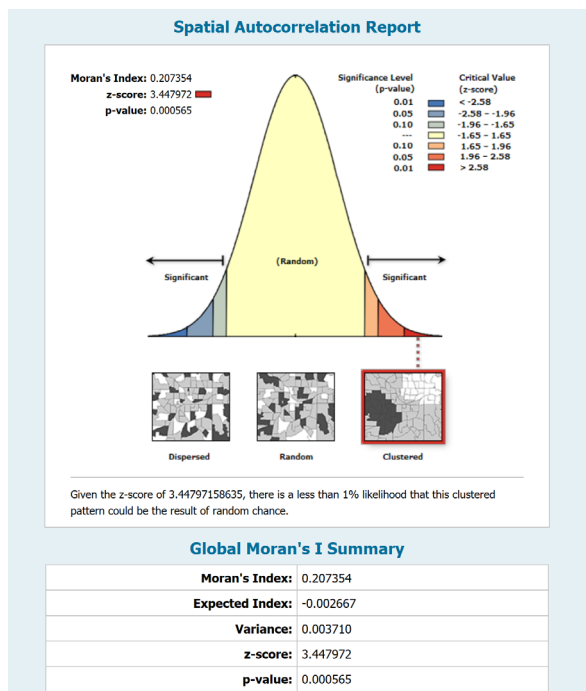 Spatial Autocorrelation Report
Moran's Index: 0.207354
z-score: 3.447972
p-value: 0.000565
Significance Level
(p-value)
Critical Value
(z-score)
0.01 < -2.58
0.05 -2.58 - -1.96
0.10 -1.96 - -1.65
--- -1.65 - 1.65
0.10 1.65 - 1.96
0.05 1.96 - 2.58
0.01 > 2.58
(Random)
Significant
Significant
Dispersed
Random
Clustered
Given the z-score of 3.44797158635, there is a less than 1% likelihood that this clustered
pattern could be the result of random chance.
Global Moran's I Summary
Moran's Index: 0.207354
Expected Index: -0.002667
Variance: 0.003710
z-score: 3.447972
p-value: 0.000565